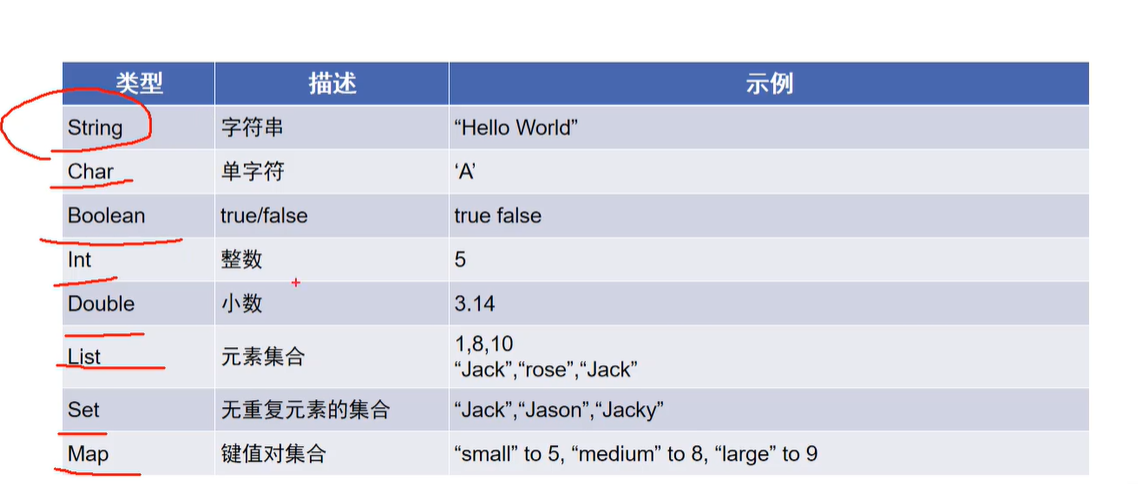 类型 描述 示例
String 字符串 “Hello World”
Char 单字符 ‘A’
Boolean true/false true false
Int 整数 5
Double 小数 3.14
List 元素集合 1,8,10
“Jack”,“rose”,“Jack”
Set 无重复元素的集合 “Jack”,“Jason”,“Jacky”
Map 键值对集合 “small” to 5, “medium” to 8, “large” to 9